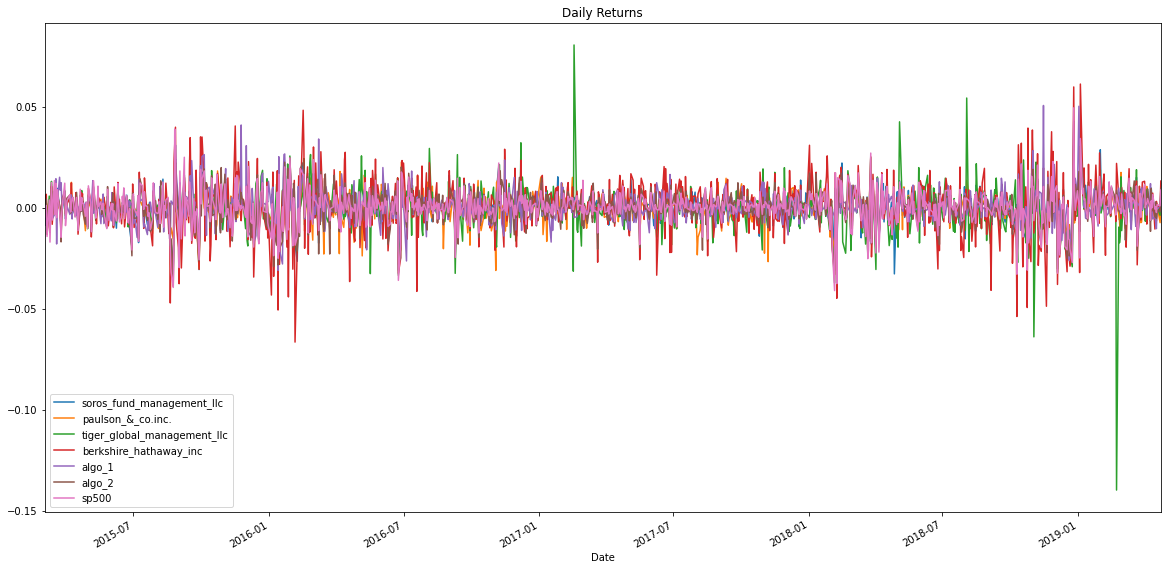 Daily Returns
0.05
0.00
−0.05
−0.10
−0.15
soros_fund_management_llc
paulson_&_co.inc.
tiger_global_management_llc
berkshire_hathaway_inc
algo_1
algo_2
sp500
2015-07
2016-01
2016-07
2017-01
2017-07
2018-01
2018-07
2019-01
Date